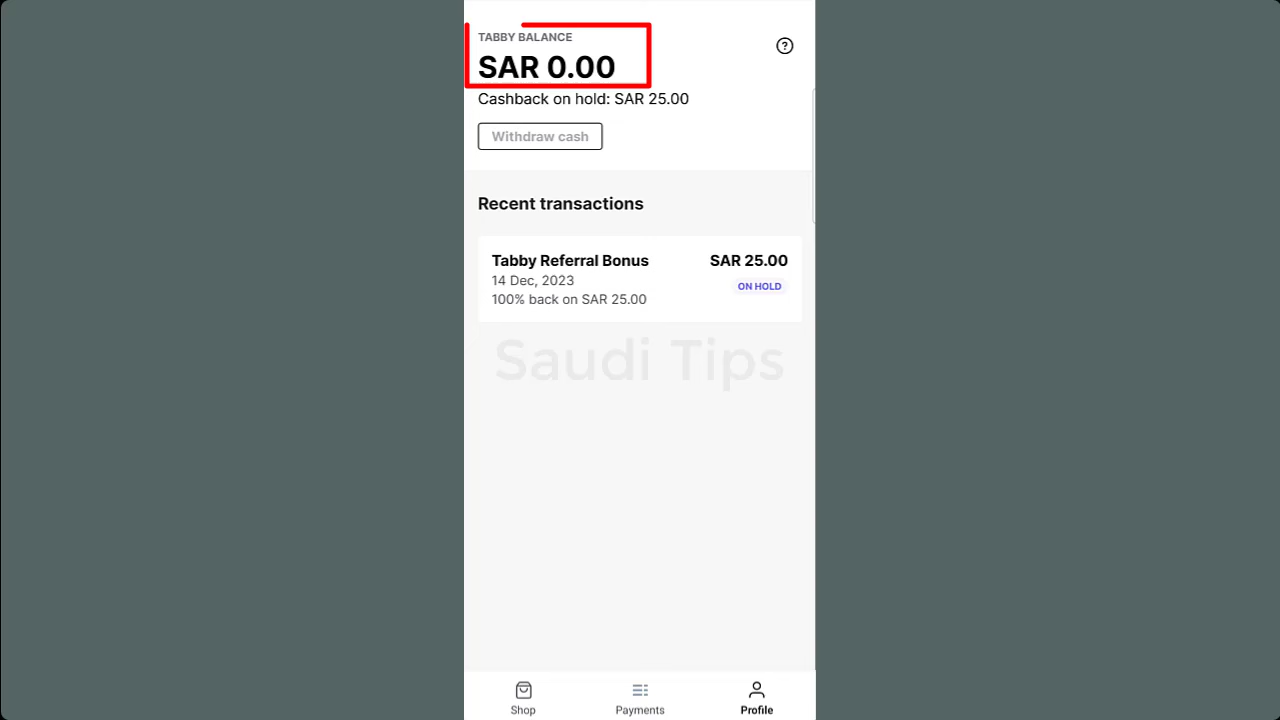 TABBY BALANCE
SAR 0.00
Cashback on hold: SAR 25.00
Withdraw cash
Recent transactions
Tabby Referral Bonus SAR 25.00
14 Dec, 2023 ON HOLD
100% back on SAR 25.00
Saudi Tips
Shop Payments Profile